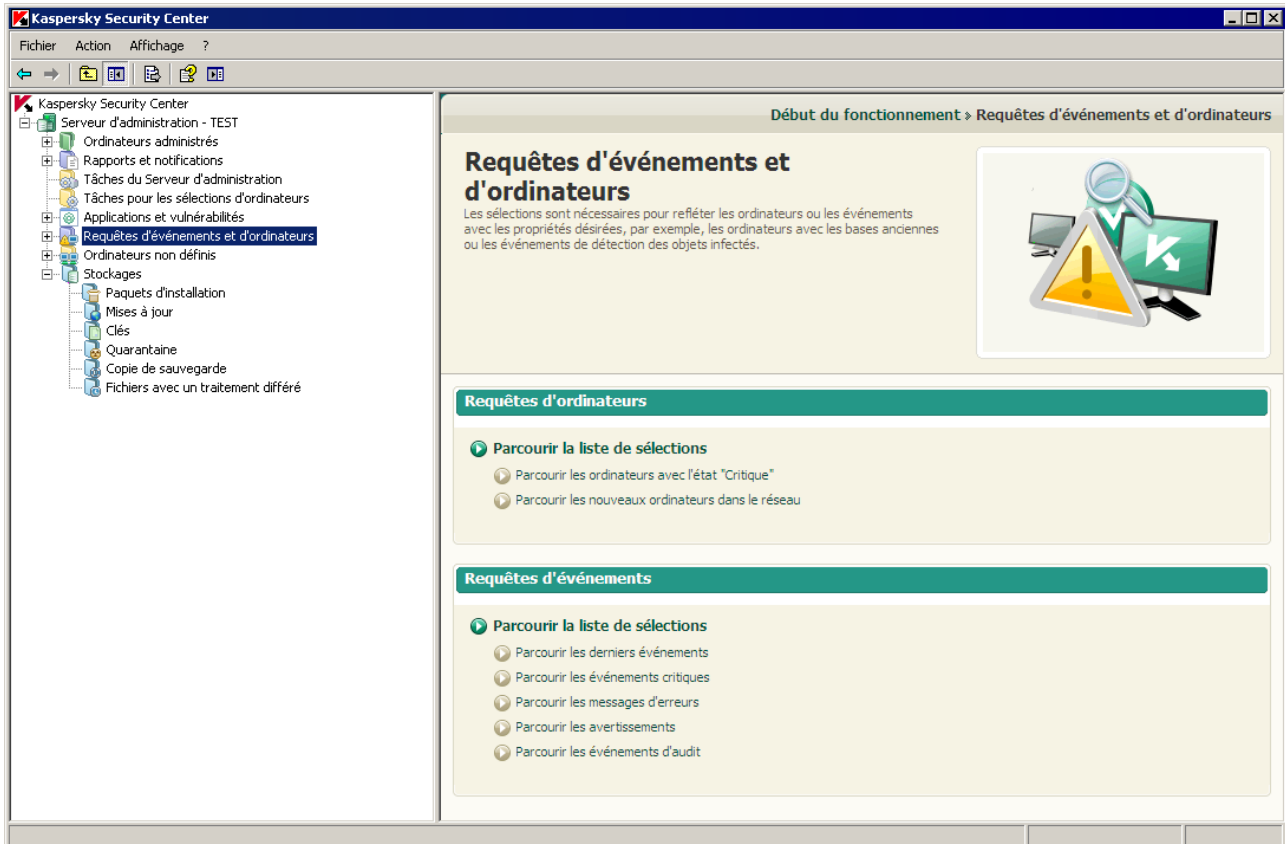 Kaspersky Security Center
Fichier Action Affichage ?
Kaspersky Security Center
Serveur d'administration - TEST
Ordinateurs administrés
Rapports et notifications
Tâches du Serveur d'administration
Tâches pour les sélections d'ordinateurs
Applications et vulnérabilités
Requêtes d'événements et d'ordinateurs
Ordinateurs non définis
Stockages
Paquets d'installation
Mises à jour
Clés
Quarantaine
Copie de sauvegarde
Fichiers avec un traitement différé
Début du fonctionnement › Requêtes d'événements et d'ordinateurs
Requêtes d'événements et
d'ordinateurs
Les sélections sont nécessaires pour refléter les ordinateurs ou les événements
avec les propriétés désirées, par exemple, les ordinateurs avec les bases anciennes
ou les événements de détection des objets infectés.
Requêtes d'ordinateurs
Parcourir la liste de sélections
Parcourir les ordinateurs avec l'état "Critique"
Parcourir les nouveaux ordinateurs dans le réseau
Requêtes d'événements
Parcourir la liste de sélections
Parcourir les derniers événements
Parcourir les événements critiques
Parcourir les messages d'erreurs
Parcourir les avertissements
Parcourir les événements d'audit